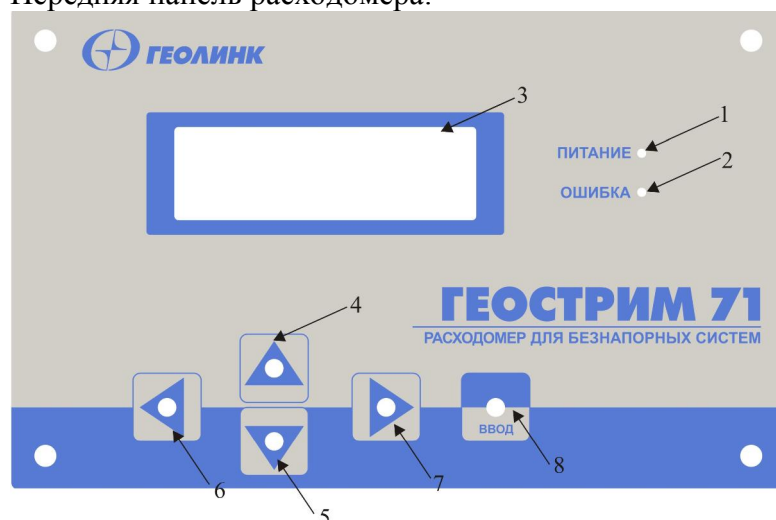 Передняя панель расходомера:
ГЕОЛИНК
3
1
ПИТАНИЕ
2
ОШИБКА
ГЕОСТРИМ 71
РАСХОДОМЕР ДЛЯ БЕЗНАПОРНЫХ СИСТЕМ
4
ВВОД
8
6
7
5